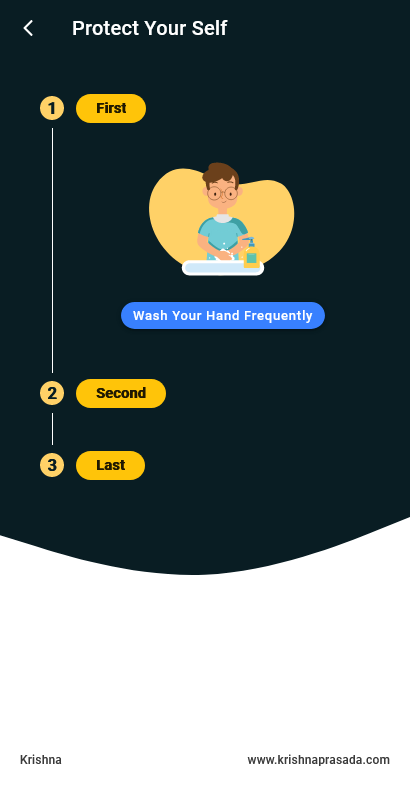 Protect Your Self
1 First
Wash Your Hand Frequently
2 Second
3 Last
Krishna www.krishnaprasada.com